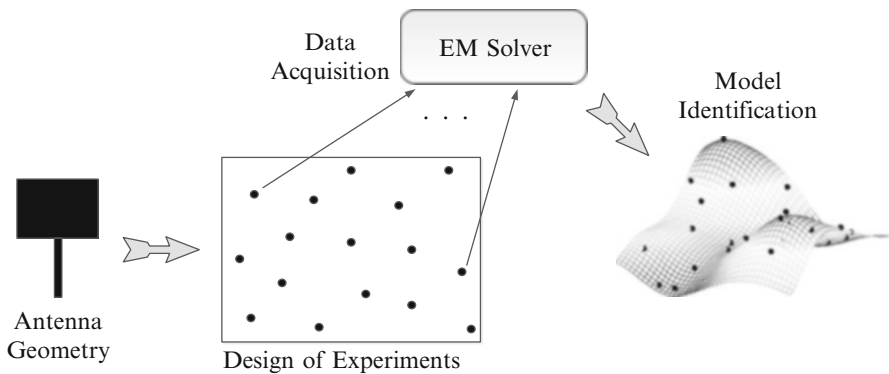 Data
Acquisition
EM Solver
. . .
Model
Identification
Antenna
Geometry
Design of Experiments